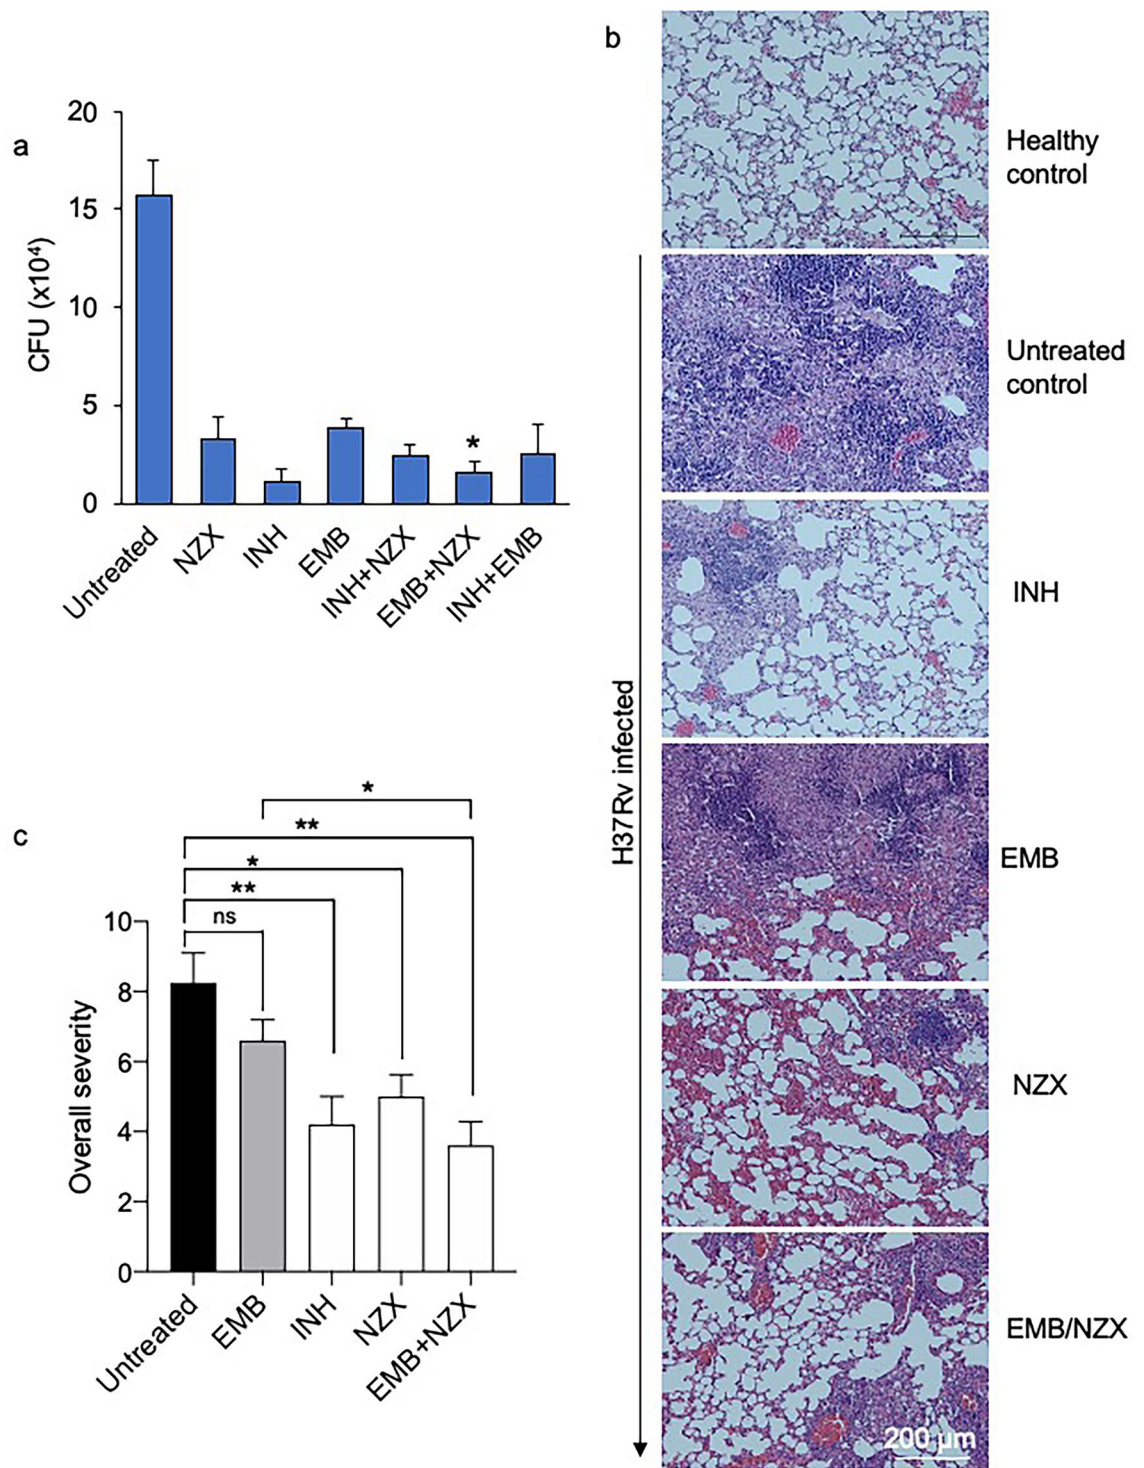 a
20
15
10
5
0
CFU (x10⁴)
*
Untreated
NZX
INH
EMB
INH+NZX
EMB+NZX
INH+EMB
b
Healthy
control
Untreated
control
INH
EMB
NZX
EMB/NZX
H37Rv infected
200 µm
c
*
**
*
**
ns
10
8
6
4
2
0
Overall severity
Untreated
EMB
INH
NZX
EMB+NZX